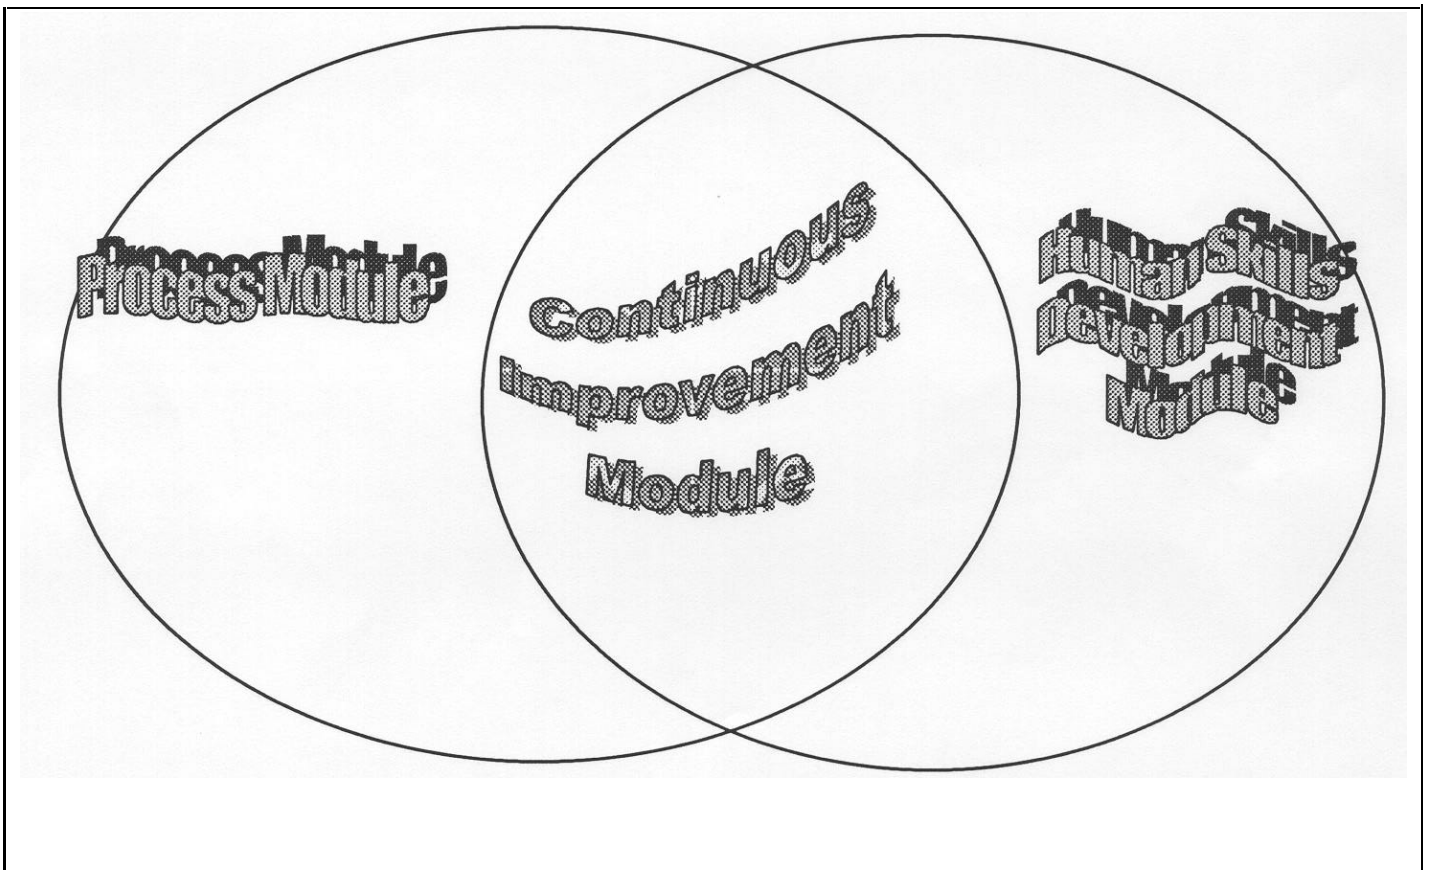 Process Module
Continuous
Improvement
Module
Human Skills
Development
Module